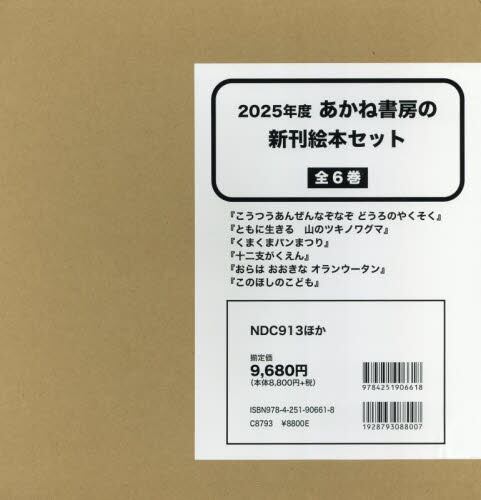 2025年度 あかね書房の
新刊絵本セット
全6巻
『こうつうあんぜんなぞなぞ どうろのやくそく』
『ともに生きる 山のツキノワグマ』
『くまくまパンまつり』
『十二支がくえん』
『おらは おおきな オランウータン』
『このほしのこども』
NDC913ほか
揃定価
9,680円
(本体8,800円+税)
ISBN978-4-251-90661-8
C8793 ¥8800E
9784251906618
1928793088007